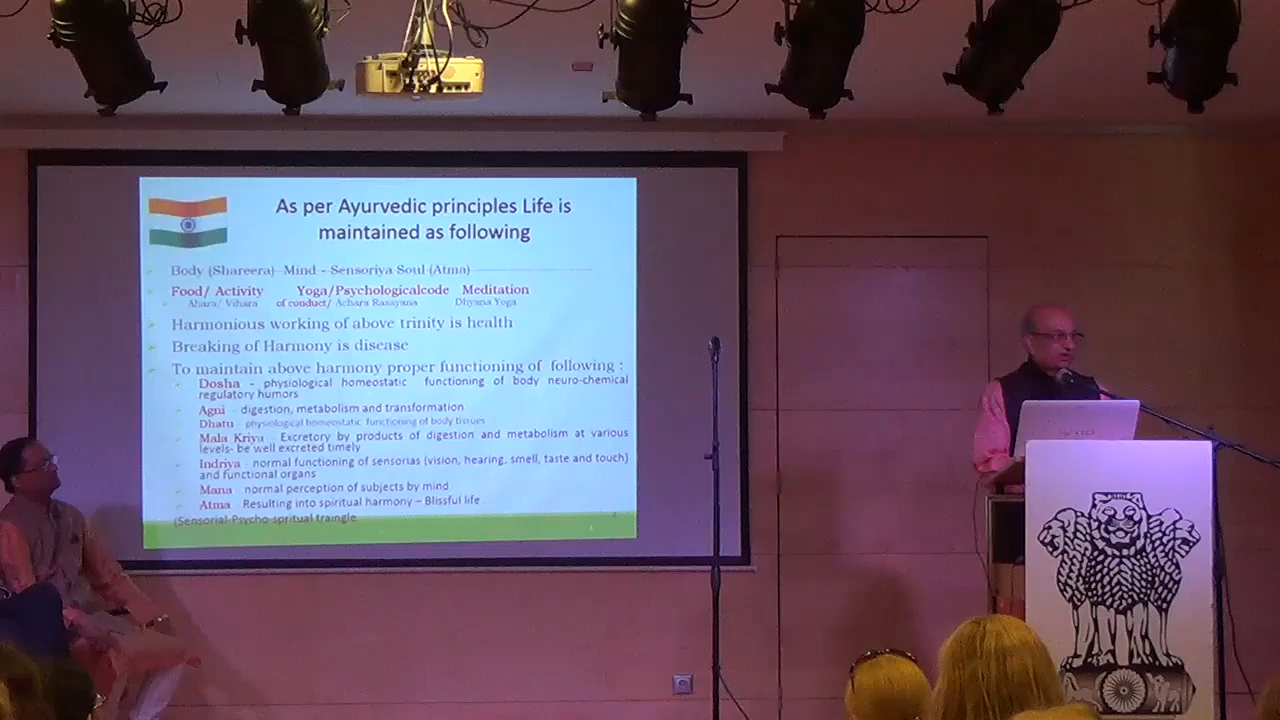 As per Ayurvedic principles Life is
maintained as following
Body (Shareera) Mind - Sensoriya Soul (Atma)
Food/ Activity Yoga/Psychologicalcode Meditation
Ahara/ Vihara of conduct/ Achara Rasayana Dhyana Yoga
Harmonious working of above trinity is health
Breaking of Harmony is disease
To maintain above harmony proper functioning of following :
Dosha - physiological homeostatic functioning of body neuro-chemical
regulatory humors
Agni - digestion, metabolism and transformation
Dhatu - physiological homeostatic functioning of body tissues
Mala Kriya - Excretory by products of digestion and metabolism at various
levels- be well excreted timely
Indriya - normal functioning of sensorias (vision, hearing, smell, taste and touch)
and functional organs
Mana - normal perception of subjects by mind
Atma Resulting into spiritual harmony – Blissful life
(Sensorial-Psycho-spritual traingle